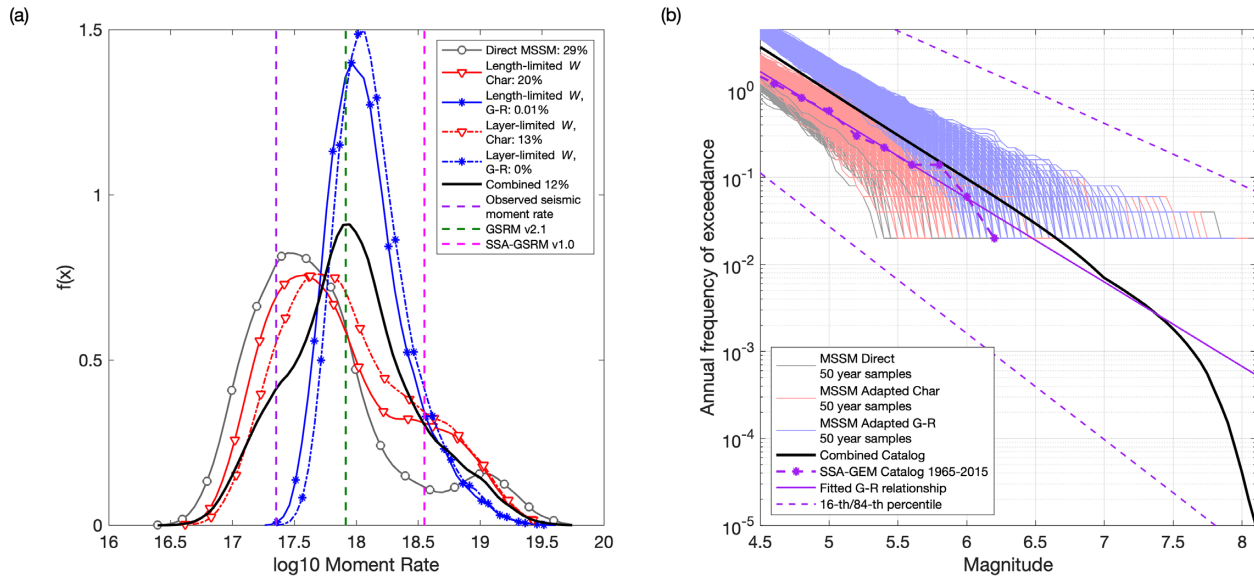 (a)
1.5
1
0.5
0
f(x)
16
16.5
17
17.5
18
18.5
19
19.5
20
log10 Moment Rate
Direct MSSM: 29%
Length-limited W
Char: 20%
Length-limited W,
G-R: 0.01%
Layer-limited W,
Char: 13%
Layer-limited W,
G-R: 0%
Combined 12%
Observed seismic
moment rate
GSRM v2.1
SSA-GSRM v1.0
(b)
10^0
10^-1
10^-2
10^-3
10^-4
10^-5
Annual frequency of exceedance
4.5
5
5.5
6
6.5
7
7.5
8
Magnitude
MSSM Direct
50 year samples
MSSM Adapted Char
50 year samples
MSSM Adapted G-R
50 year samples
Combined Catalog
SSA-GEM Catalog 1965-2015
Fitted G-R relationship
16-th/84-th percentile